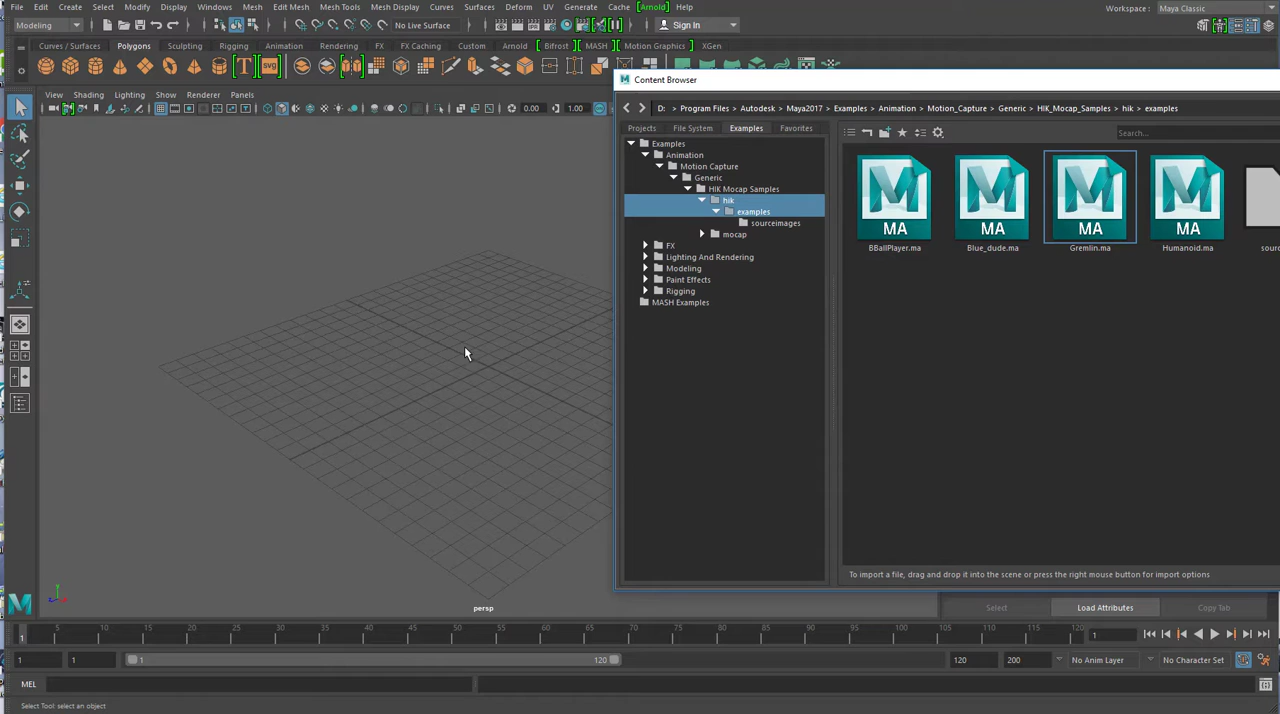 File Edit Create Select Modify Display Windows Mesh Edit Mesh Mesh Tools Mesh Display Curves Surfaces Deform UV Generate Cache [Arnold] Help
Workspace : Maya Classic
Modeling No Live Surface Sign In
Curves / Surfaces Polygons Sculpting Rigging Animation Rendering FX FX Caching Custom Arnold Bifrost MASH Motion Graphics XGen
T SVG
Content Browser
View Shading Lighting Show Renderer Panels
0.00 1.00
D: > Program Files > Autodesk > Maya2017 > Examples > Animation > Motion_Capture > Generic > HIK_Mocap_Samples > hik > examples
Projects File System Examples Favorites
Search...
Examples
Animation
Motion Capture
Generic
HIK Mocap Samples
hik
examples
sourceimages
mocap
FX
Lighting And Rendering
Modeling
Paint Effects
Rigging
MASH Examples
MA MA MA MA
BBallPlayer.ma Blue_dude.ma Gremlin.ma Humanoid.ma sour
To import a file, drag and drop it into the scene or press the right mouse button for import options
persp
Select Load Attributes Copy Tab
5 10 15 20 25 30 35 40 45 50 55 60 65 70 75 80 85 90 95 100 105 110 115 120
1 1
1 1 1 120 120 200 No Anim Layer No Character Set
MEL
Select Tool: select an object